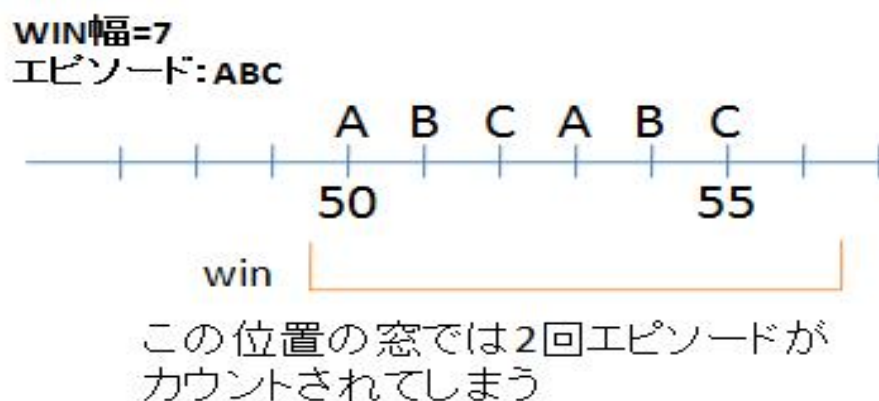 WIN幅=7
エピソード:ABC
A B C A B C
50 55
win
この位置の窓では2回エピソードが
カウントされてしまう